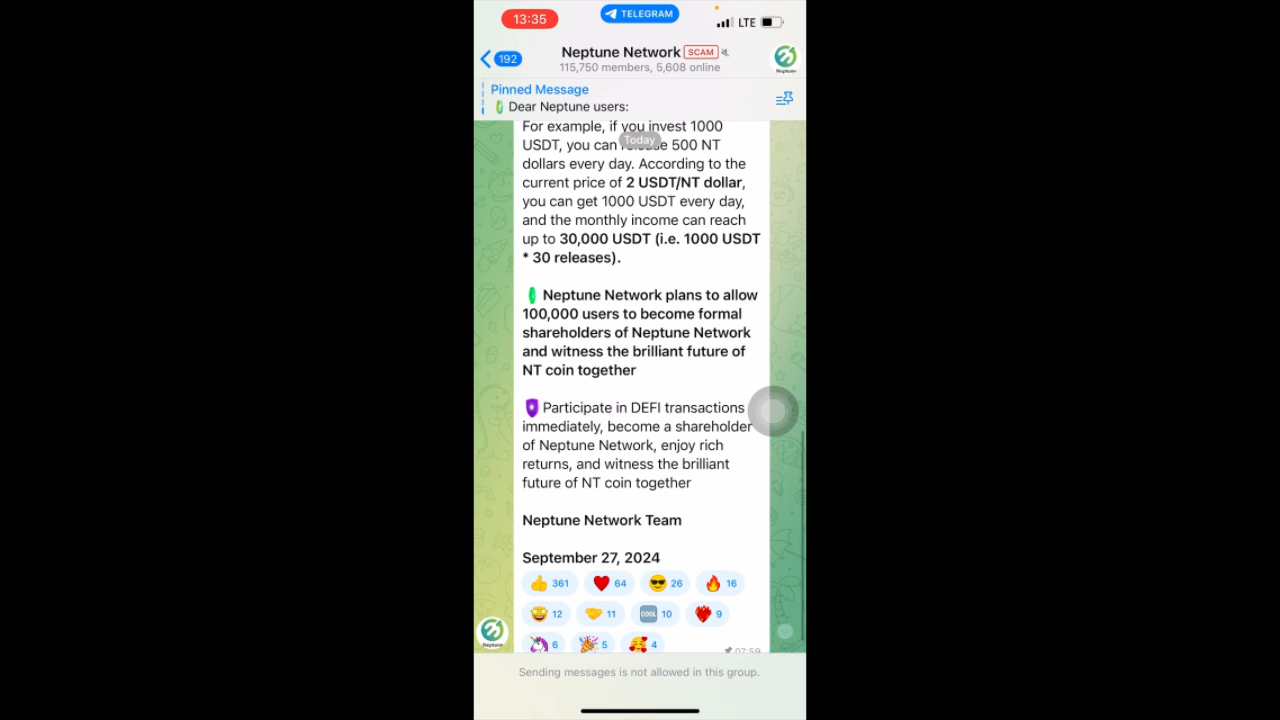 13:35
TELEGRAM
LTE
192
Neptune Network SCAM
115,750 members, 5,608 online
Neptune
Pinned Message
Dear Neptune users:
For example, if you invest 1000
Today
USDT, you can release 500 NT
dollars every day. According to the
current price of 2 USDT/NT dollar,
you can get 1000 USDT every day,
and the monthly income can reach
up to 30,000 USDT (i.e. 1000 USDT
* 30 releases).
Neptune Network plans to allow
100,000 users to become formal
shareholders of Neptune Network
and witness the brilliant future of
NT coin together
Participate in DEFI transactions
immediately, become a shareholder
of Neptune Network, enjoy rich
returns, and witness the brilliant
future of NT coin together
Neptune Network Team
September 27, 2024
361 64 26 16
12 11 COOL 10 9
6 5 4
07:59
Neptune
Sending messages is not allowed in this group.